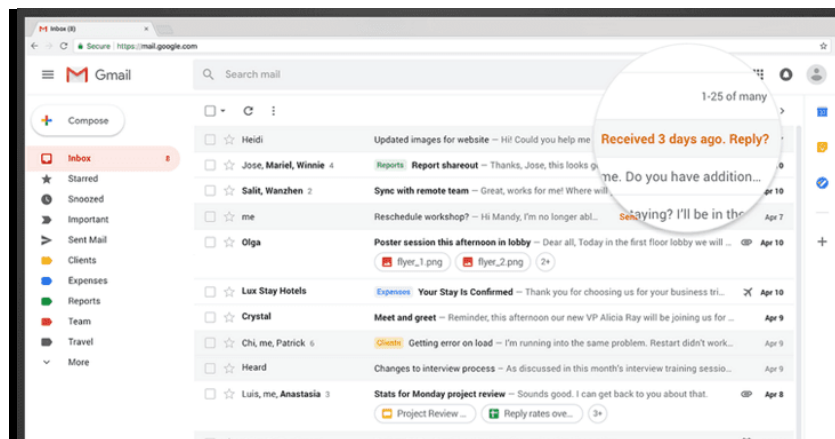 Inbox (8)
Secure https://mail.google.com
Gmail
Search mail
1-25 of many
Compose
Heidi Updated images for website – Hi! Could you help me Received 3 days ago. Reply?
Inbox 8
Jose, Mariel, Winnie 4 Reports Report shareout – Thanks, Jose, this looks g me. Do you have addition...
Starred
Salit, Wanzhen 2 Sync with remote team – Great, works for me! Where will staying? I'll be in the pr 10
Snoozed
Important
me Reschedule workshop? – Hi Mandy, I'm no longer abl... Apr 7
Sent Mail
Olga Poster session this afternoon in lobby – Dear all, Today in the first floor lobby we will ... Apr 10
Clients
flyer_1.png flyer_2.png 2+
Expenses
Lux Stay Hotels Expenses Your Stay Is Confirmed – Thank you for choosing us for your business tri... Apr 10
Reports
Crystal Meet and greet – Reminder, this afternoon our new VP Alicia Ray will be joining us for ... Apr 9
Team
Chi, me, Patrick 6 Clients Getting error on load – I'm running into the same problem. Restart didn't work... Apr 9
Travel
More
Heard Changes to interview process – As discussed in this month's interview training sessio... Apr 9
Luis, me, Anastasia 3 Stats for Monday project review – Sounds good. I can get back to you about that. Apr 8
Project Review ... Reply rates ove... 3+